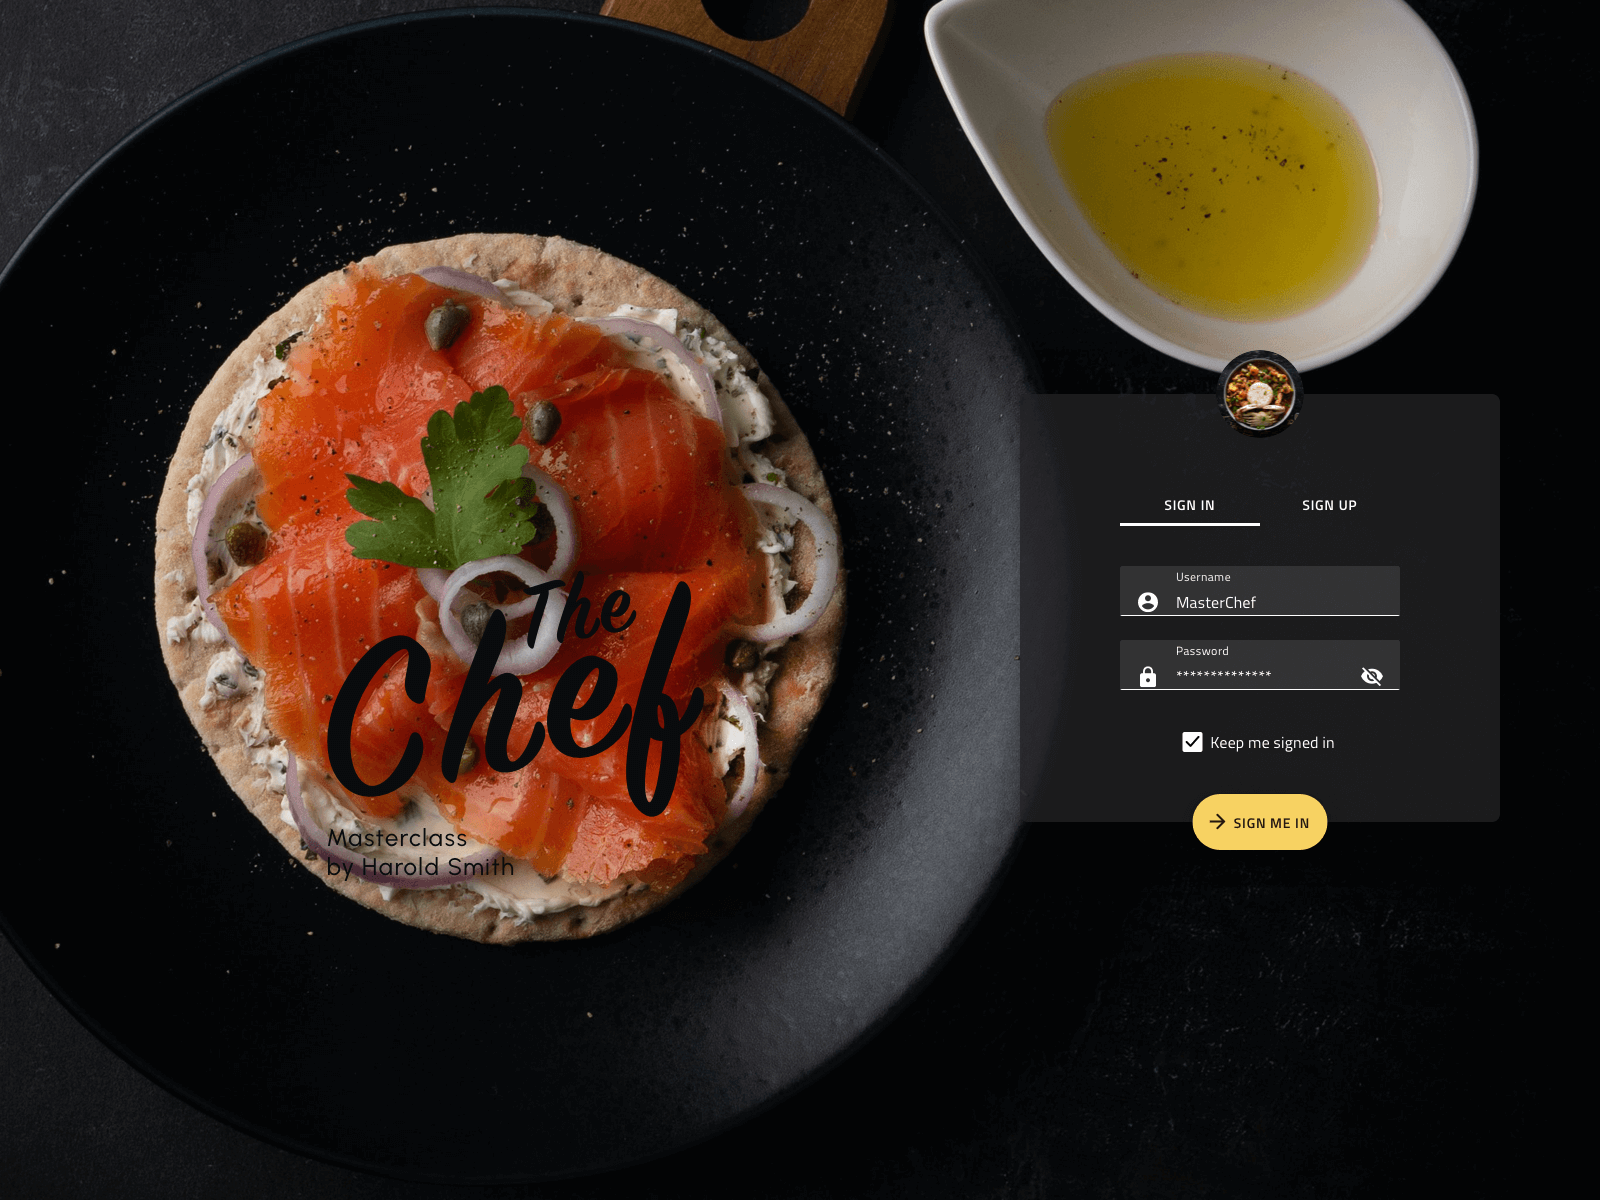 The
Chef
Masterclass
by Harold Smith
SIGN IN
SIGN UP
Username
MasterChef
Password
**************
Keep me signed in
SIGN ME IN